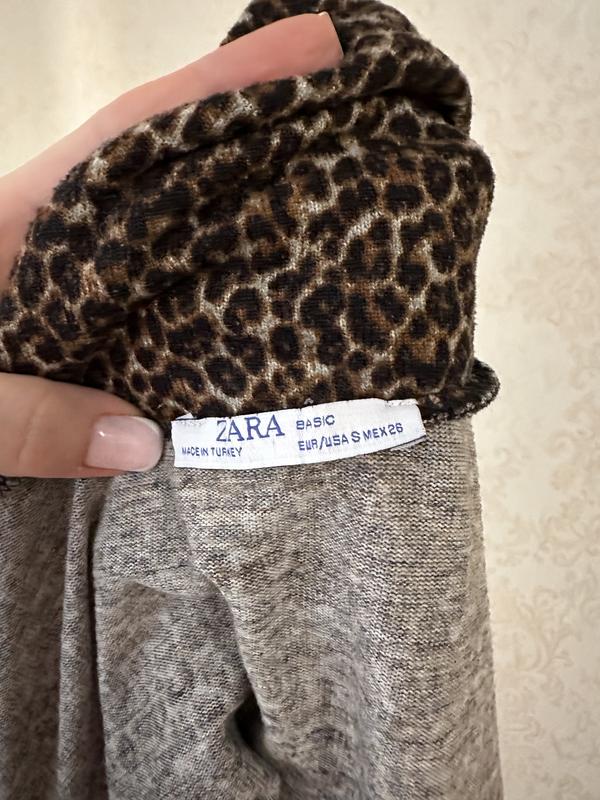 ZARA BASIC
MADE IN TURKEY EUR/USA S MEX 26